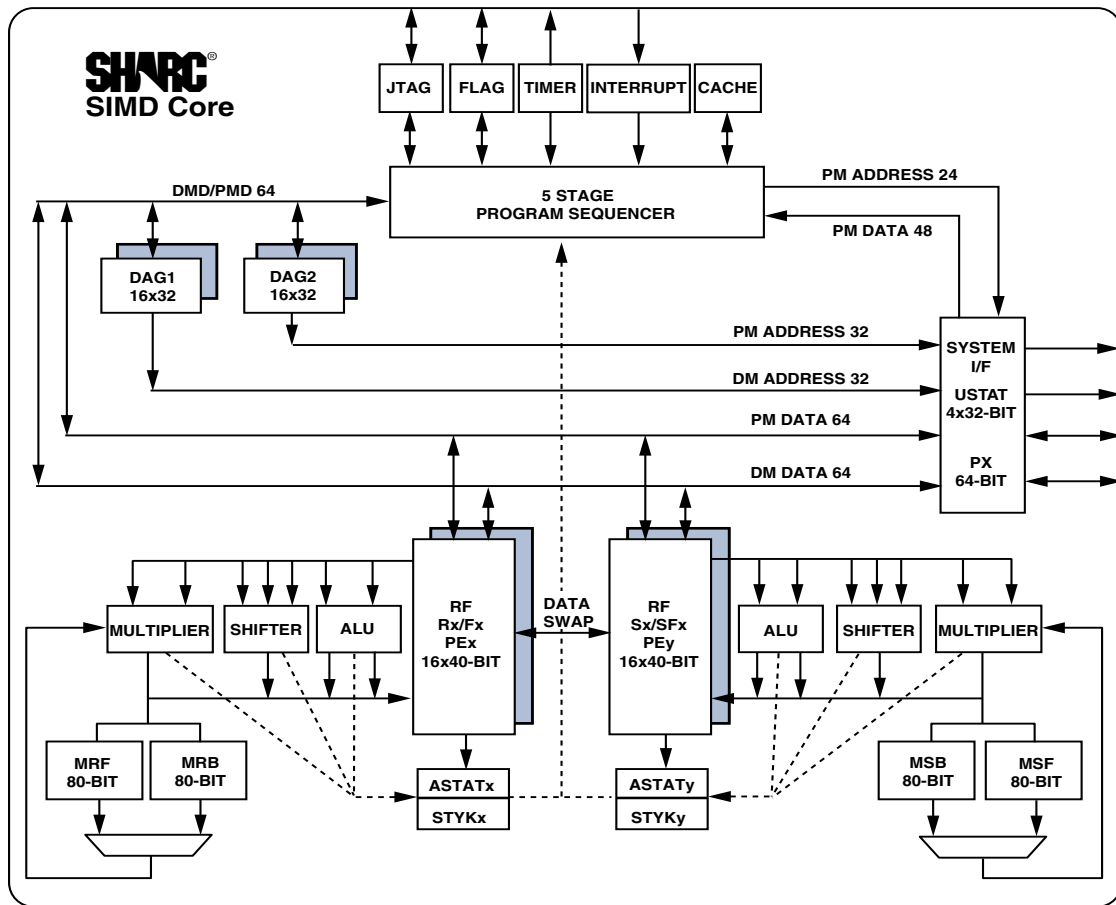 SHARC®
SIMD Core
JTAG
FLAG
TIMER
INTERRUPT
CACHE
5 STAGE
PROGRAM SEQUENCER
PM ADDRESS 24
PM DATA 48
DMD/PMD 64
DAG1
16x32
DAG2
16x32
PM ADDRESS 32
DM ADDRESS 32
PM DATA 64
DM DATA 64
SYSTEM
I/F
USTAT
4x32-BIT
PX
64-BIT
MULTIPLIER
SHIFTER
ALU
RF
Rx/Fx
PEx
16x40-BIT
DATA
SWAP
RF
Sx/SFx
PEy
16x40-BIT
ALU
SHIFTER
MULTIPLIER
MRF
80-BIT
MRB
80-BIT
ASTATx
STYKx
ASTATy
STYKy
MSB
80-BIT
MSF
80-BIT